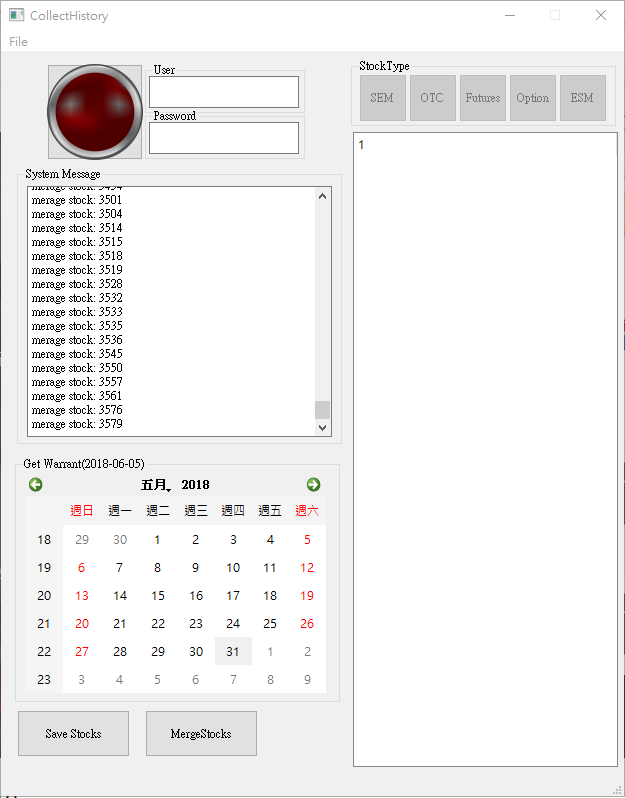 CollectHistory
File
User
Password
StockType
SEM OTC Futures Option ESM
1
System Message
merage stock: 3494
merage stock: 3501
merage stock: 3504
merage stock: 3514
merage stock: 3515
merage stock: 3518
merage stock: 3519
merage stock: 3528
merage stock: 3532
merage stock: 3533
merage stock: 3535
merage stock: 3536
merage stock: 3545
merage stock: 3550
merage stock: 3557
merage stock: 3561
merage stock: 3576
merage stock: 3579
Get Warrant(2018-06-05)
五月, 2018
週日 週一 週二 週三 週四 週五 週六
18 29 30 1 2 3 4 5
19 6 7 8 9 10 11 12
20 13 14 15 16 17 18 19
21 20 21 22 23 24 25 26
22 27 28 29 30 31 1 2
23 3 4 5 6 7 8 9
Save Stocks MergeStocks